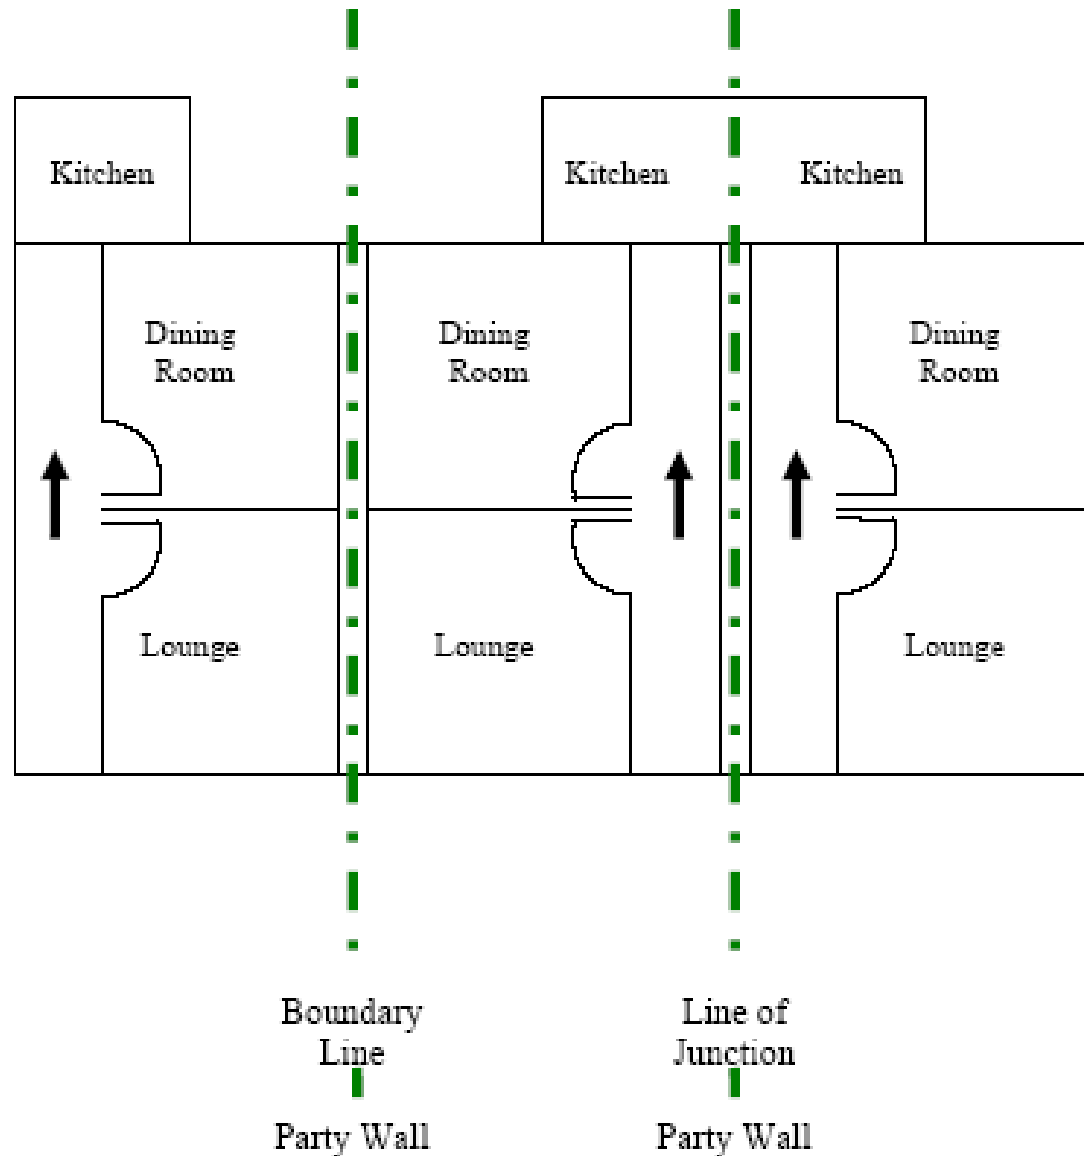 Kitchen
Kitchen
Kitchen
Dining
Room
Dining
Room
Dining
Room
Lounge
Lounge
Lounge
Boundary
Line
Line of
Junction
Party Wall
Party Wall